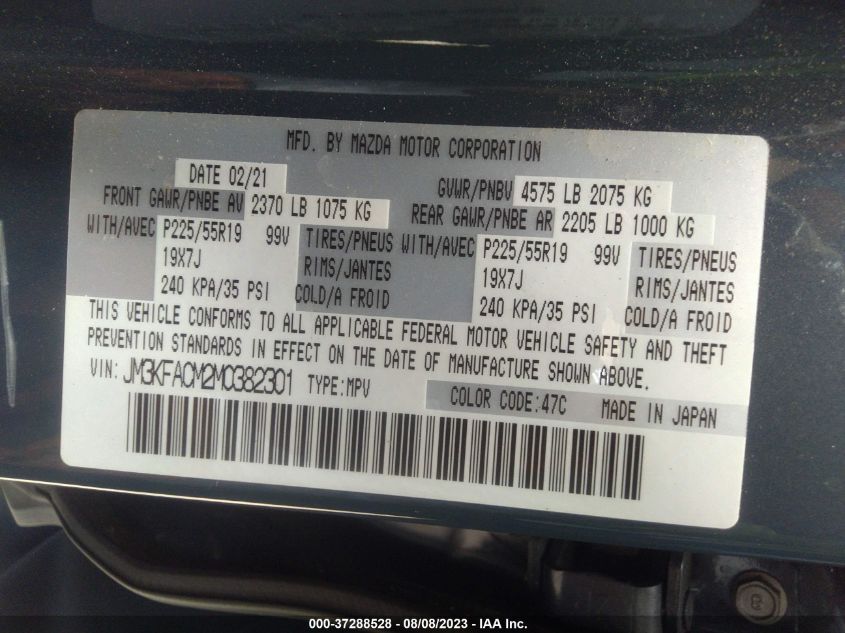 MFD. BY MAZDA MOTOR CORPORATION
DATE 02/21 GVWR/PNBV 4575 LB 2075 KG
FRONT GAWR/PNBE AV 2370 LB 1075 KG REAR GAWR/PNBE AR 2205 LB 1000 KG
WITH/AVEC P225/55R19 99V TIRES/PNEUS WITH/AVEC P225/55R19 99V TIRES/PNEUS
19X7J RIMS/JANTES 19X7J RIMS/JANTES
240 KPA/35 PSI COLD/A FROID 240 KPA/35 PSI COLD/A FROID
THIS VEHICLE CONFORMS TO ALL APPLICABLE FEDERAL MOTOR VEHICLE SAFETY AND THEFT
PREVENTION STANDARDS IN EFFECT ON THE DATE OF MANUFACTURE SHOWN ABOVE.
VIN: JM3KFACM2M0382301 TYPE:MPV
COLOR CODE:47C MADE IN JAPAN
8
000-37288528 - 08/08/2023 - IAA Inc.